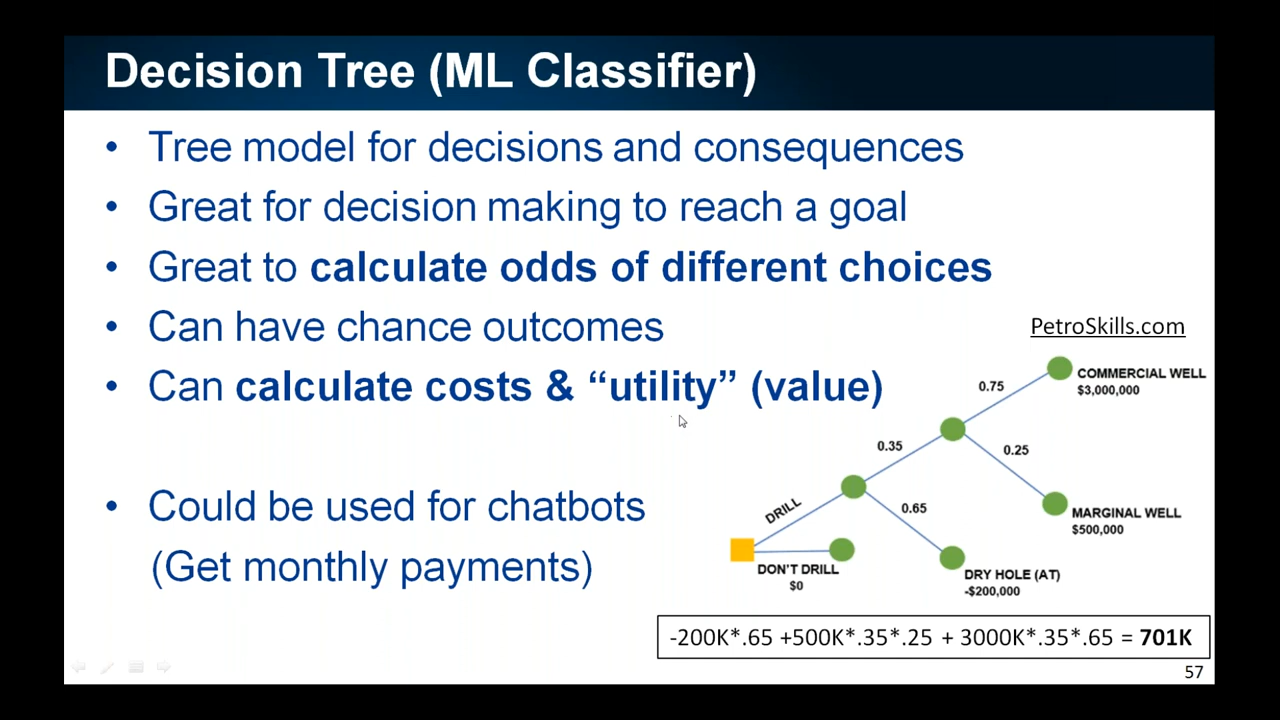 Decision Tree (ML Classifier)
• Tree model for decisions and consequences
• Great for decision making to reach a goal
• Great to calculate odds of different choices
• Can have chance outcomes
• Can calculate costs & “utility” (value)
• Could be used for chatbots
(Get monthly payments)
PetroSkills.com
0.75
COMMERCIAL WELL
$3,000,000
0.35
0.25
DRILL
0.65
MARGINAL WELL
$500,000
DON'T DRILL
$0
DRY HOLE (AT)
-$200,000
-200K*.65 +500K*.35*.25 + 3000K*.35*.65 = 701K
57